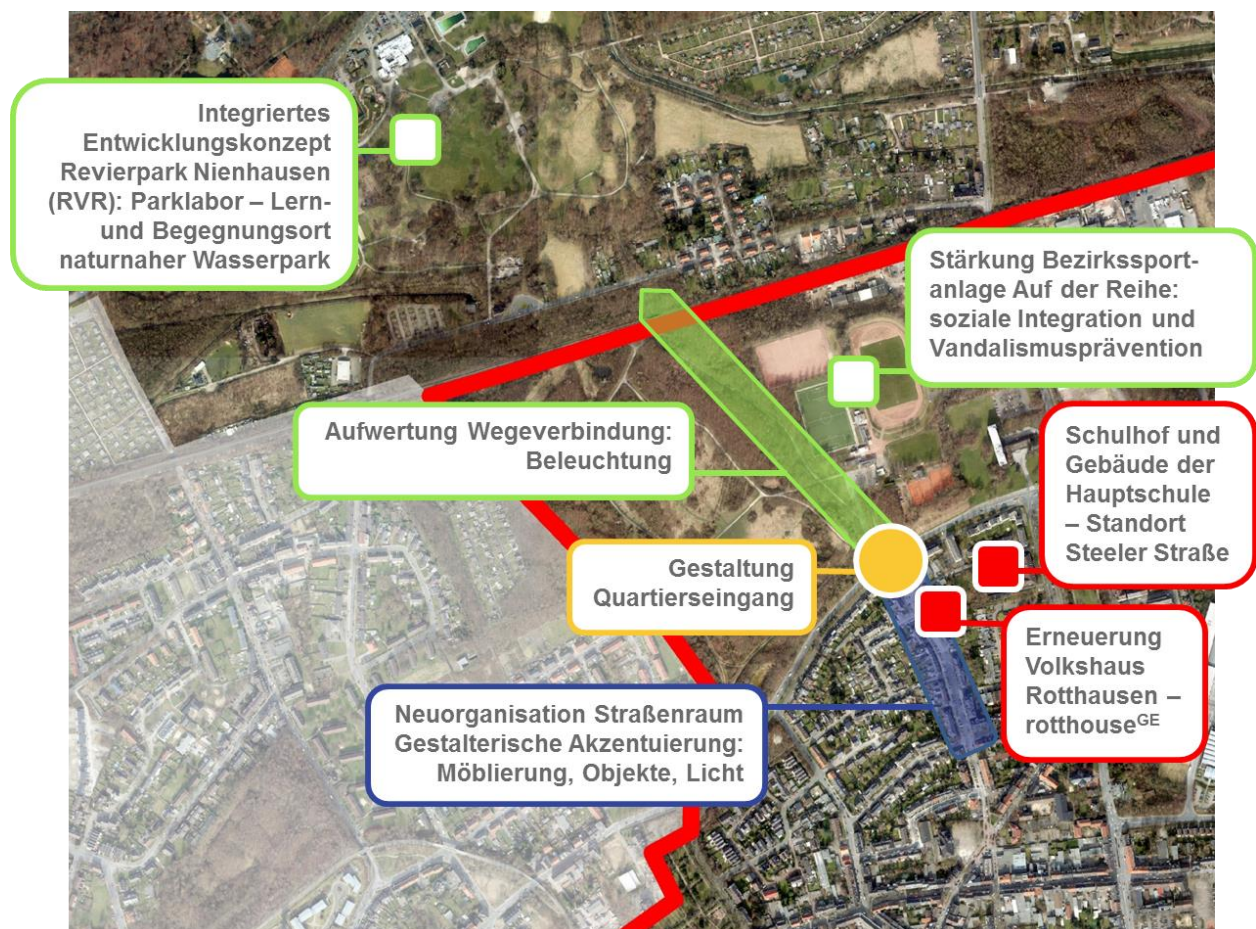 Integriertes
Entwicklungskonzept
Revierpark Nienhausen
(RVR): Parklabor – Lern-
und Begegnungsort
naturnaher Wasserpark
Stärkung Bezirkssport-
anlage Auf der Reihe:
soziale Integration und
Vandalismusprävention
Aufwertung Wegeverbindung:
Beleuchtung
Schulhof und
Gebäude der
Hauptschule
– Standort
Steeler Straße
Gestaltung
Quartierseingang
Erneuerung
Volkshaus
Rotthausen –
rotthouseGE
Neuorganisation Straßenraum
Gestalterische Akzentuierung:
Möblierung, Objekte, Licht